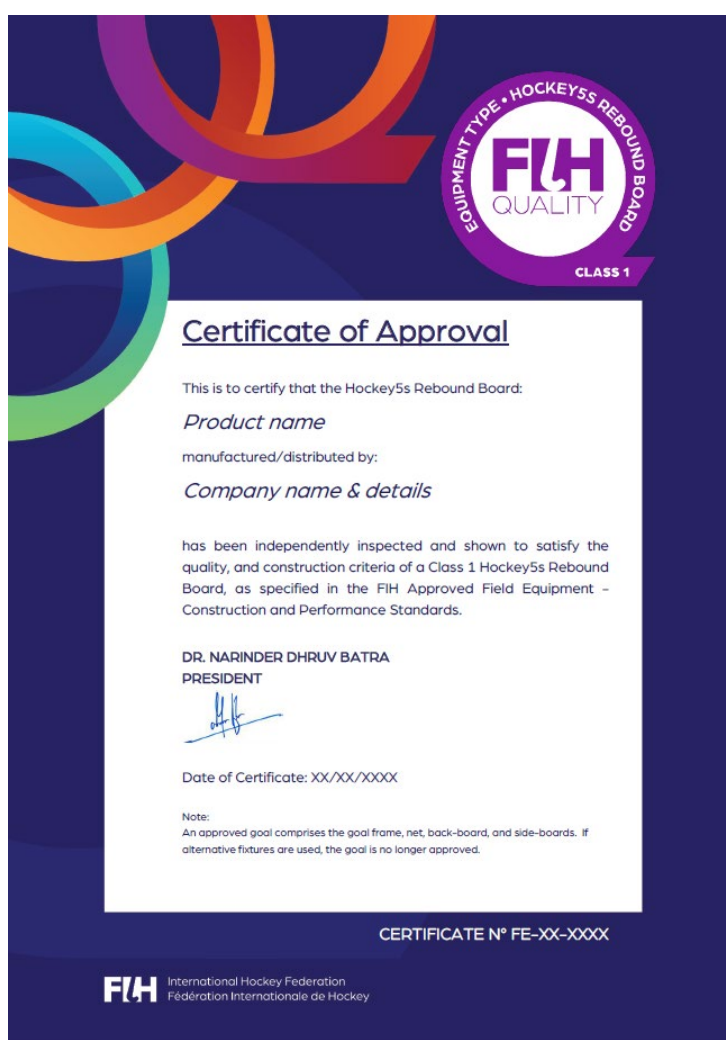 EQUIPMENT TYPE • HOCKEY5S REBOUND BOARD
FIH
QUALITY
CLASS 1
Certificate of Approval
This is to certify that the Hockey5s Rebound Board:
Product name
manufactured/distributed by:
Company name & details
has been independently inspected and shown to satisfy the
quality, and construction criteria of a Class 1 Hockey5s Rebound
Board, as specified in the FIH Approved Field Equipment –
Construction and Performance Standards.
DR. NARINDER DHRUV BATRA
PRESIDENT
Date of Certificate: XX/XX/XXXX
Note:
An approved goal comprises the goal frame, net, back-board, and side-boards. If
alternative fixtures are used, the goal is no longer approved.
CERTIFICATE N° FE-XX-XXXX
FIH
International Hockey Federation
Fédération Internationale de Hockey